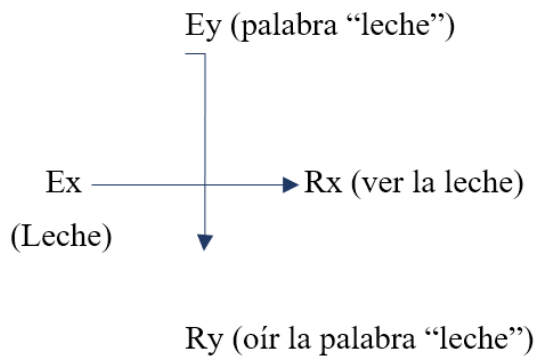 Ey (palabra “leche”)
Ex
Rx (ver la leche)
(Leche)
Ry (oír la palabra “leche”)